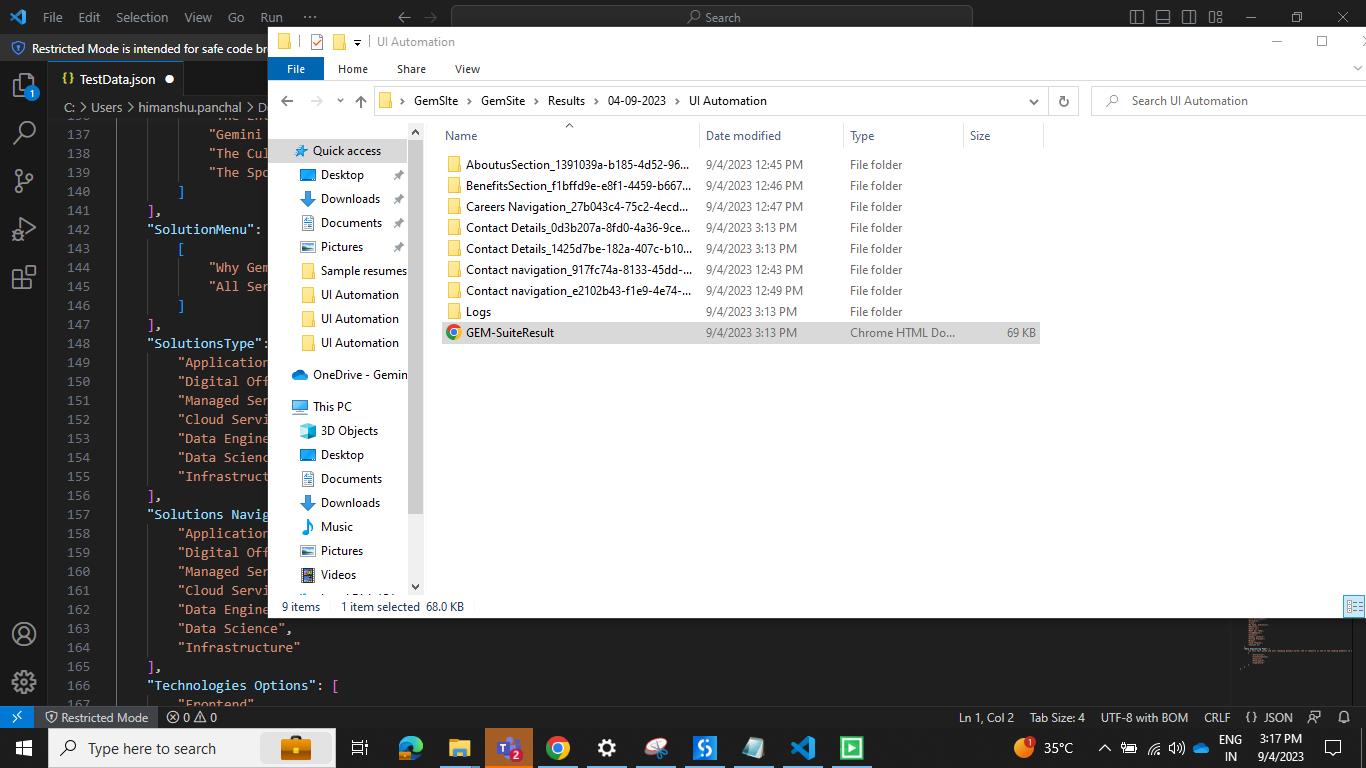 File Edit Selection View Go Run ···
Search
Restricted Mode is intended for safe code br
TestData.json
C: > Users > himanshu.panchal > D
137 "Gemini
138 "The Cul
139 "The Spo
140 ]
141 ],
142 "SolutionMenu":
143 [
144 "Why Gem
145 "All Ser
146 ]
147 ],
148 "SolutionsType":
149 "Application
150 "Digital Off
151 "Managed Ser
152 "Cloud Servi
153 "Data Engine
154 "Data Scienc
155 "Infrastruct
156 ],
157 "Solutions Navig
158 "Application
159 "Digital Off
160 "Managed Ser
161 "Cloud Servi
162 "Data Engine
163 "Data Science",
164 "Infrastructure"
165 ],
166 "Technologies Options": [
167 "Frontend"
1
UI Automation
File Home Share View
GemSIte > GemSite > Results > 04-09-2023 > UI Automation
Search UI Automation
Quick access
Desktop
Downloads
Documents
Pictures
Sample resumes
UI Automation
UI Automation
UI Automation
OneDrive - Gemin
This PC
3D Objects
Desktop
Documents
Downloads
Music
Pictures
Videos
Name Date modified Type Size
AboutusSection_1391039a-b185-4d52-96... 9/4/2023 12:45 PM File folder
BenefitsSection_f1bffd9e-e8f1-4459-b667... 9/4/2023 12:46 PM File folder
Careers Navigation_27b043c4-75c2-4ecd... 9/4/2023 12:47 PM File folder
Contact Details_0d3b207a-8fd0-4a36-9ce... 9/4/2023 3:13 PM File folder
Contact Details_1425d7be-182a-407c-b10... 9/4/2023 3:13 PM File folder
Contact navigation_917fc74a-8133-45dd-... 9/4/2023 12:43 PM File folder
Contact navigation_e2102b43-f1e9-4e74-... 9/4/2023 12:49 PM File folder
Logs 9/4/2023 3:13 PM File folder
GEM-SuiteResult 9/4/2023 3:13 PM Chrome HTML Do... 69 KB
9 items 1 item selected 68.0 KB
Restricted Mode 0 0 Ln 1, Col 2 Tab Size: 4 UTF-8 with BOM CRLF {} JSON
Type here to search
2
1
35°C
ENG
IN
3:17 PM
9/4/2023